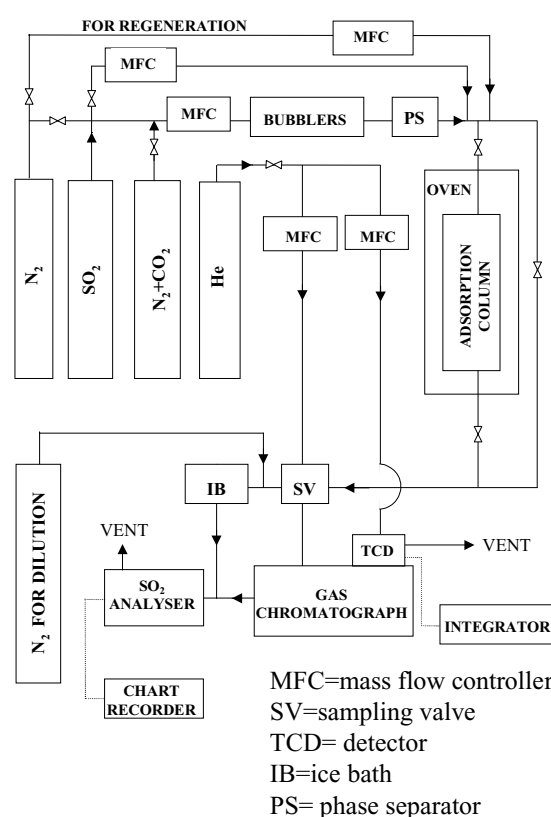 FOR REGENERATION
MFC
MFC
MFC
BUBBLERS
PS
N₂
SO₂
N₂+CO₂
He
MFC
MFC
OVEN
ADSORPTION
COLUMN
N₂ FOR DILUTION
IB
SV
VENT
TCD
VENT
SO₂
ANALYSER
GAS
CHROMATOGRAPH
INTEGRATOR
CHART
RECORDER
MFC=mass flow controller
SV=sampling valve
TCD= detector
IB=ice bath
PS= phase separator